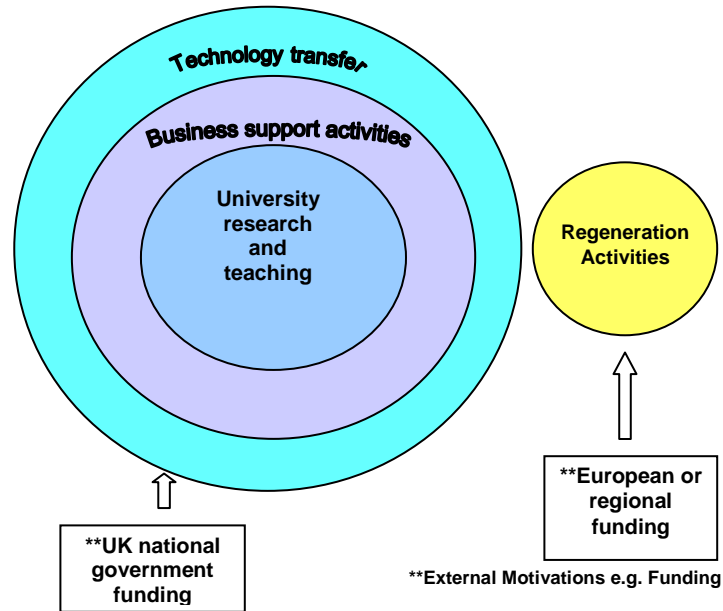 Technology transfer
Business support activities
University
research
and
teaching
Regeneration
Activities
**UK national
government
funding
**European or
regional
funding
**External Motivations e.g. Funding